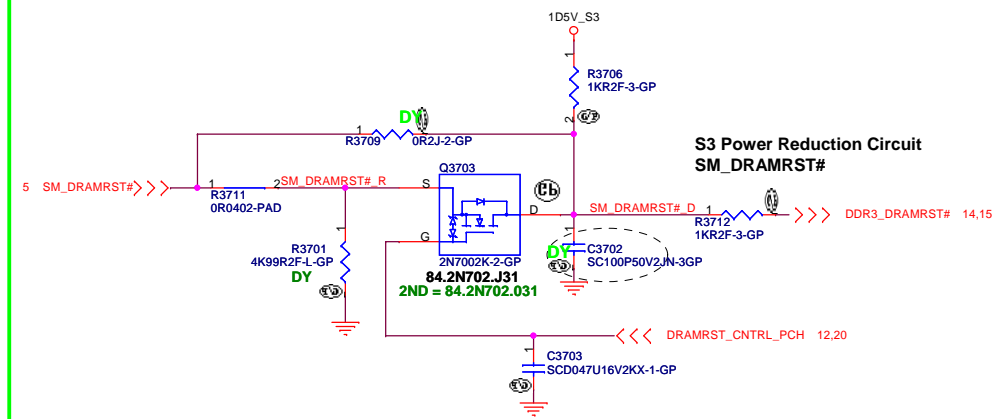 1D5V_S3
1
R3706
1KR2F-3-GP
2
DY
1
R3709
0R2J-2-GP
S3 Power Reduction Circuit
SM_DRAMRST#
Q3703
5 SM_DRAMRST#
1
2
SM_DRAMRST#_R
S
R3711
0R0402-PAD
D
SM_DRAMRST#_D
1
R3712
1KR2F-3-GP
DDR3_DRAMRST# 14,15
1
R3701
4K99R2F-L-GP
DY
G
2N7002K-2-GP
84.2N702.J31
2ND = 84.2N702.031
1
DY
C3702
SC100P50V2JN-3GP
DRAMRST_CNTRL_PCH 12,20
1
C3703
SCD047U16V2KX-1-GP